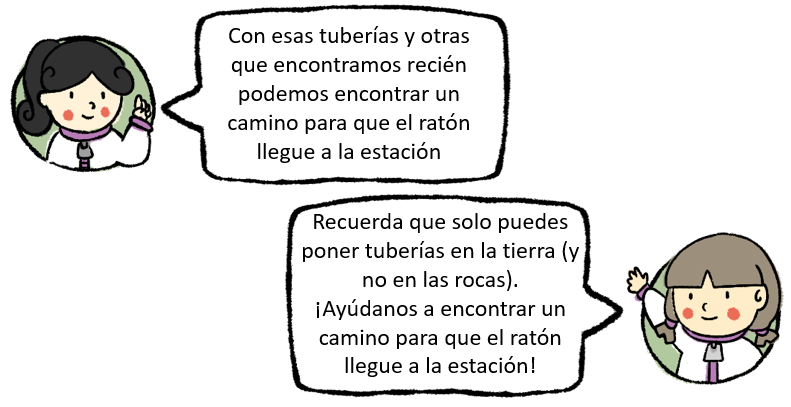 Con esas tuberías y otras
que encontramos recién
podemos encontrar un
camino para que el ratón
llegue a la estación
Recuerda que solo puedes
poner tuberías en la tierra (y
no en las rocas).
¡Ayúdanos a encontrar un
camino para que el ratón
llegue a la estación!